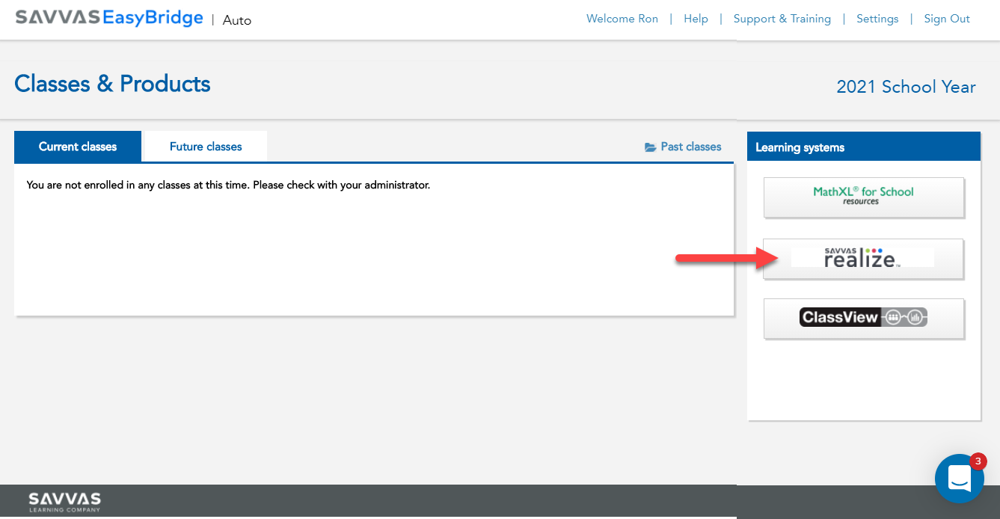 SAVVAS EasyBridge | Auto
Welcome Ron | Help | Support & Training | Settings | Sign Out
Classes & Products
2021 School Year
Current classes
Future classes
Past classes
You are not enrolled in any classes at this time. Please check with your administrator.
Learning systems
MathXL® for School
resources
SAVVAS
realize™
ClassView
3
SAVVAS
LEARNING COMPANY